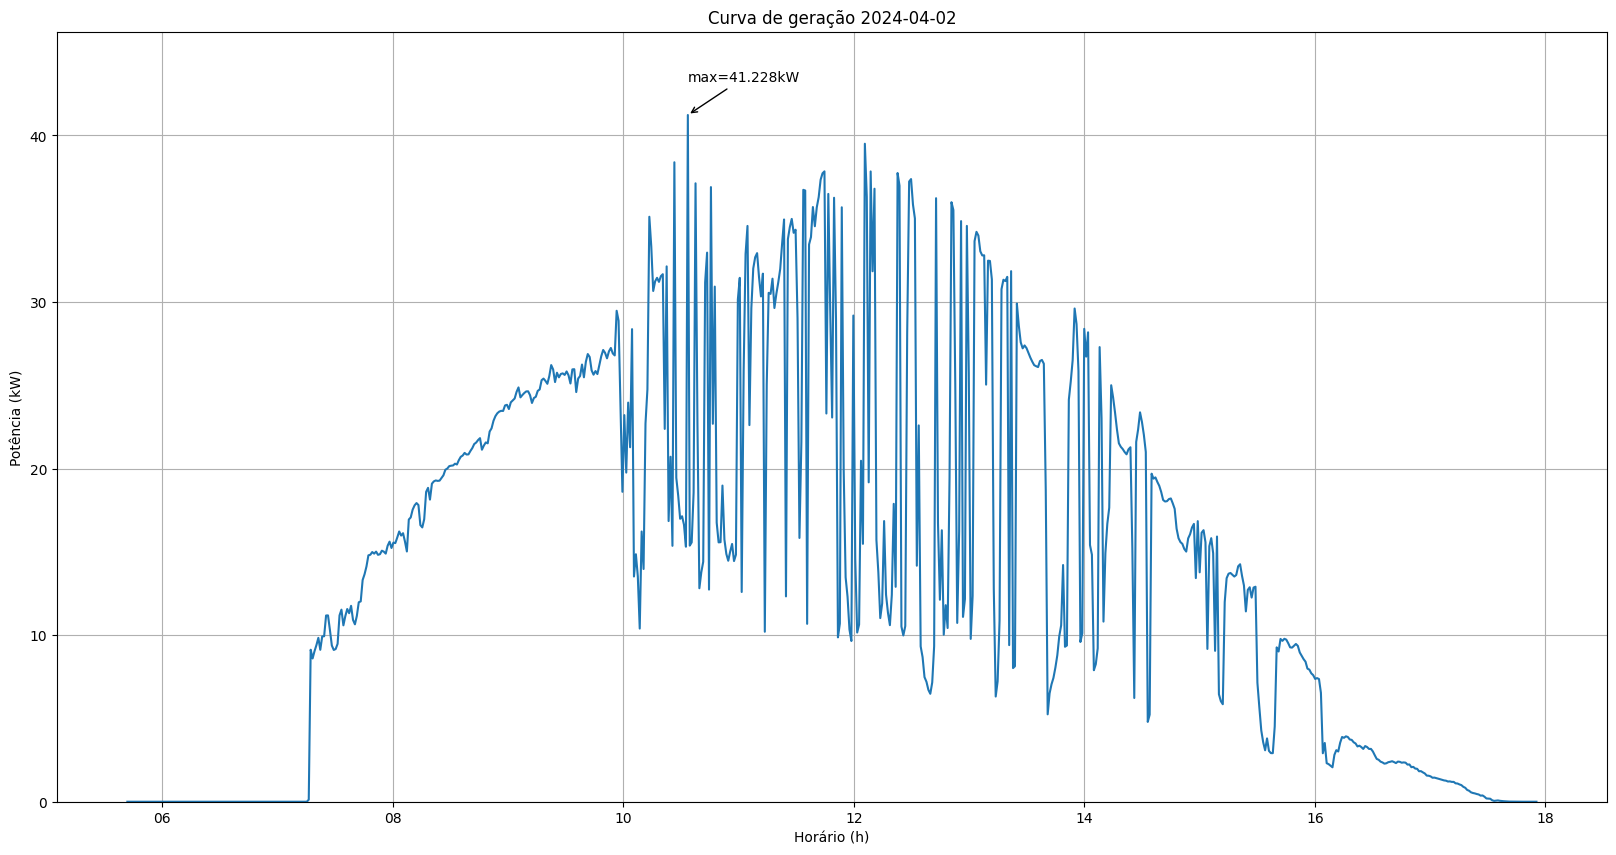 Curva de geração 2024-04-02
max=41.228kW
Potência (kW)
40
30
20
10
0
06 08 10 12 14 16 18
Horário (h)